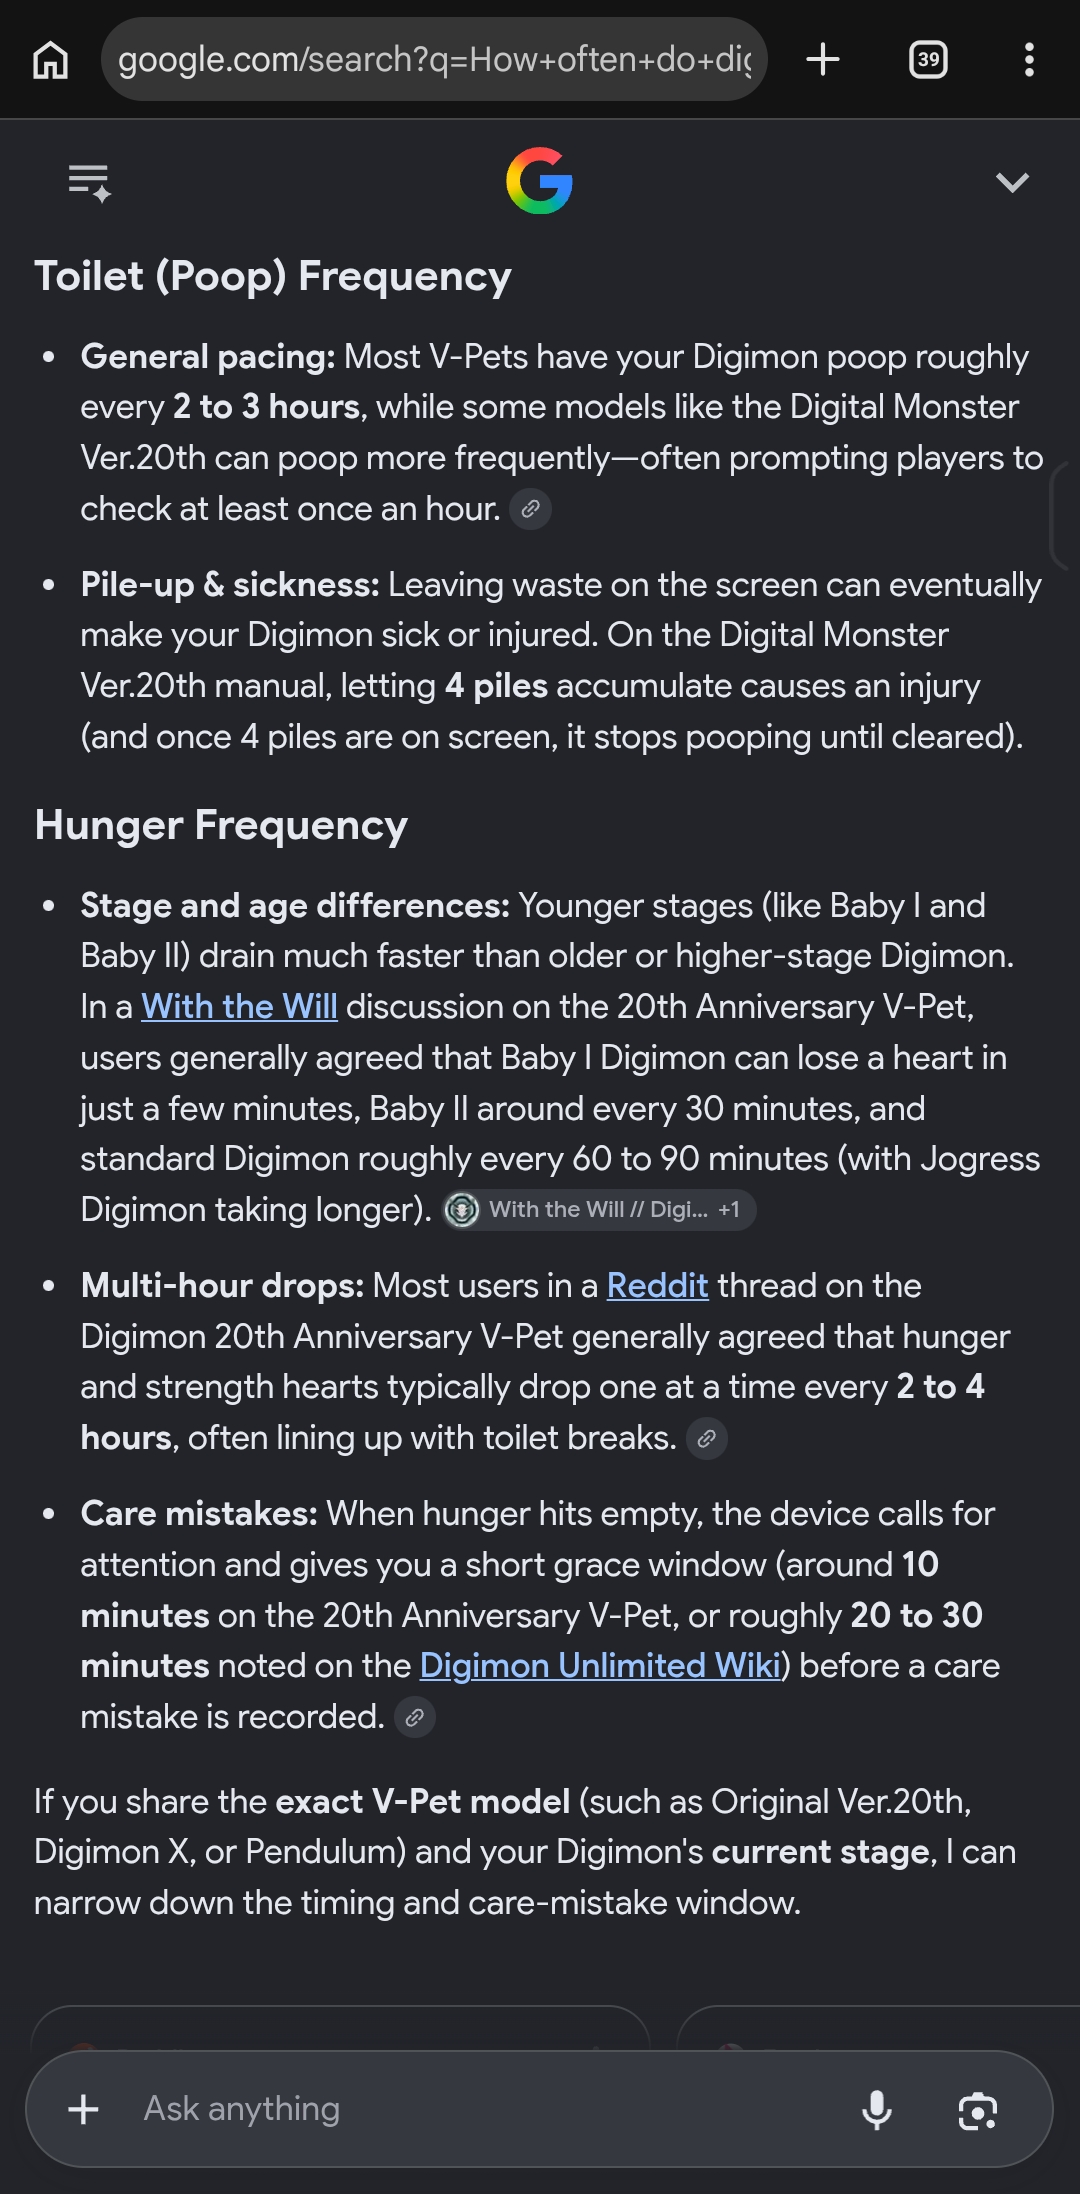 google.com/search?q=How+often+do+dig
39
Toilet (Poop) Frequency
• General pacing: Most V-Pets have your Digimon poop roughly
every 2 to 3 hours, while some models like the Digital Monster
Ver.20th can poop more frequently—often prompting players to
check at least once an hour.
• Pile-up & sickness: Leaving waste on the screen can eventually
make your Digimon sick or injured. On the Digital Monster
Ver.20th manual, letting 4 piles accumulate causes an injury
(and once 4 piles are on screen, it stops pooping until cleared).
Hunger Frequency
• Stage and age differences: Younger stages (like Baby I and
Baby II) drain much faster than older or higher-stage Digimon.
In a With the Will discussion on the 20th Anniversary V-Pet,
users generally agreed that Baby I Digimon can lose a heart in
just a few minutes, Baby II around every 30 minutes, and
standard Digimon roughly every 60 to 90 minutes (with Jogress
Digimon taking longer). With the Will // Digi... +1
• Multi-hour drops: Most users in a Reddit thread on the
Digimon 20th Anniversary V-Pet generally agreed that hunger
and strength hearts typically drop one at a time every 2 to 4
hours, often lining up with toilet breaks.
• Care mistakes: When hunger hits empty, the device calls for
attention and gives you a short grace window (around 10
minutes on the 20th Anniversary V-Pet, or roughly 20 to 30
minutes noted on the Digimon Unlimited Wiki) before a care
mistake is recorded.
If you share the exact V-Pet model (such as Original Ver.20th,
Digimon X, or Pendulum) and your Digimon's current stage, I can
narrow down the timing and care-mistake window.
Ask anything